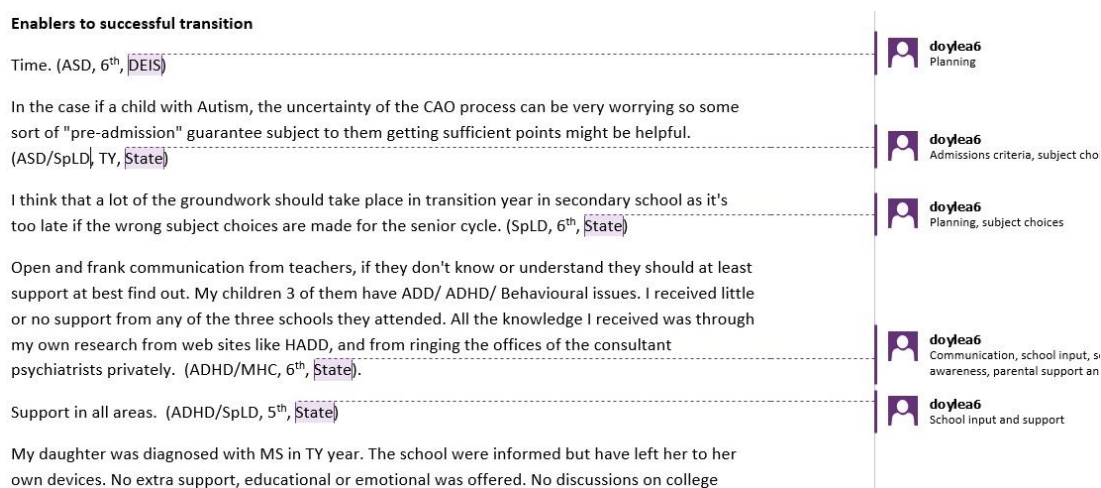 Enablers to successful transition
Time. (ASD, 6th, DEIS)
In the case if a child with Autism, the uncertainty of the CAO process can be very worrying so some
sort of "pre-admission" guarantee subject to them getting sufficient points might be helpful.
(ASD/SpLD, TY, State)
I think that a lot of the groundwork should take place in transition year in secondary school as it's
too late if the wrong subject choices are made for the senior cycle. (SpLD, 6th, State)
Open and frank communication from teachers, if they don't know or understand they should at least
support at best find out. My children 3 of them have ADD/ ADHD/ Behavioural issues. I received little
or no support from any of the three schools they attended. All the knowledge I received was through
my own research from web sites like HADD, and from ringing the offices of the consultant
psychiatrists privately. (ADHD/MHC, 6th, State).
Support in all areas. (ADHD/SpLD, 5th, State)
My daughter was diagnosed with MS in TY year. The school were informed but have left her to her
own devices. No extra support, educational or emotional was offered. No discussions on college
doylea6
Planning
doylea6
Admissions criteria, subject
doylea6
Planning, subject choices
doylea6
Communication, school input,
awareness, parental support
doylea6
School input and support